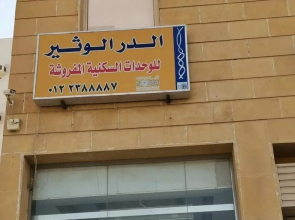 الدر الوثير
للوحدات السكنية المفروشة
٠١٢ ٢٣٨٨٨٨٧